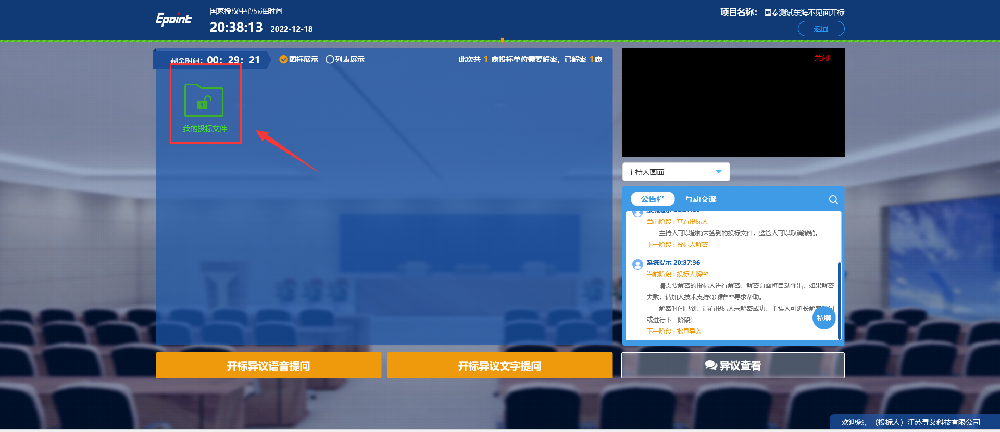 Epoint
国家授权中心标准时间
20:38:13 2022-12-18
项目名称： 国泰测试东海不见面开标
返回
剩余时间：00：29：21
图标展示 列表展示
此次共 1 家投标单位需要解密，已解密 1 家
我的投标文件
关闭
主持人画面
公告栏 互动交流
当前阶段 : 查看投标人
主持人可以撤销未签到的投标文件，监管人可以取消撤销。
下一阶段 : 投标人解密
系统提示 20:37:36
当前阶段 : 投标人解密
请需要解密的投标人进行解密，解密页面将自动弹出，如果解密
失败，请加入技术支持QQ群***寻求帮助。
解密时间已到，尚有投标人未解密成功，主持人可延长解密时间
或进行下一阶段！
私聊
下一阶段 : 批量导入
开标异议语音提问
开标异议文字提问
异议查看
欢迎您，（投标人）江苏寻艾科技有限公司